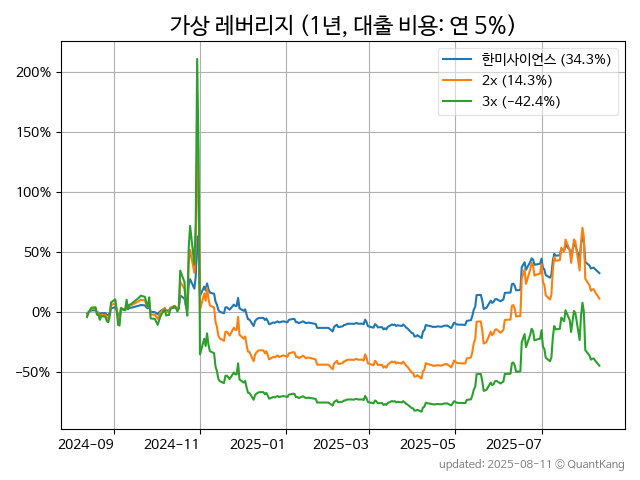 가상 레버리지 (1년, 대출 비용: 연 5%)
한미사이언스 (34.3%)
2x (14.3%)
3x (−42.4%)
200%
150%
100%
50%
0%
−50%
2024-09 2024-11 2025-01 2025-03 2025-05 2025-07
updated: 2025-08-11 © QuantKang